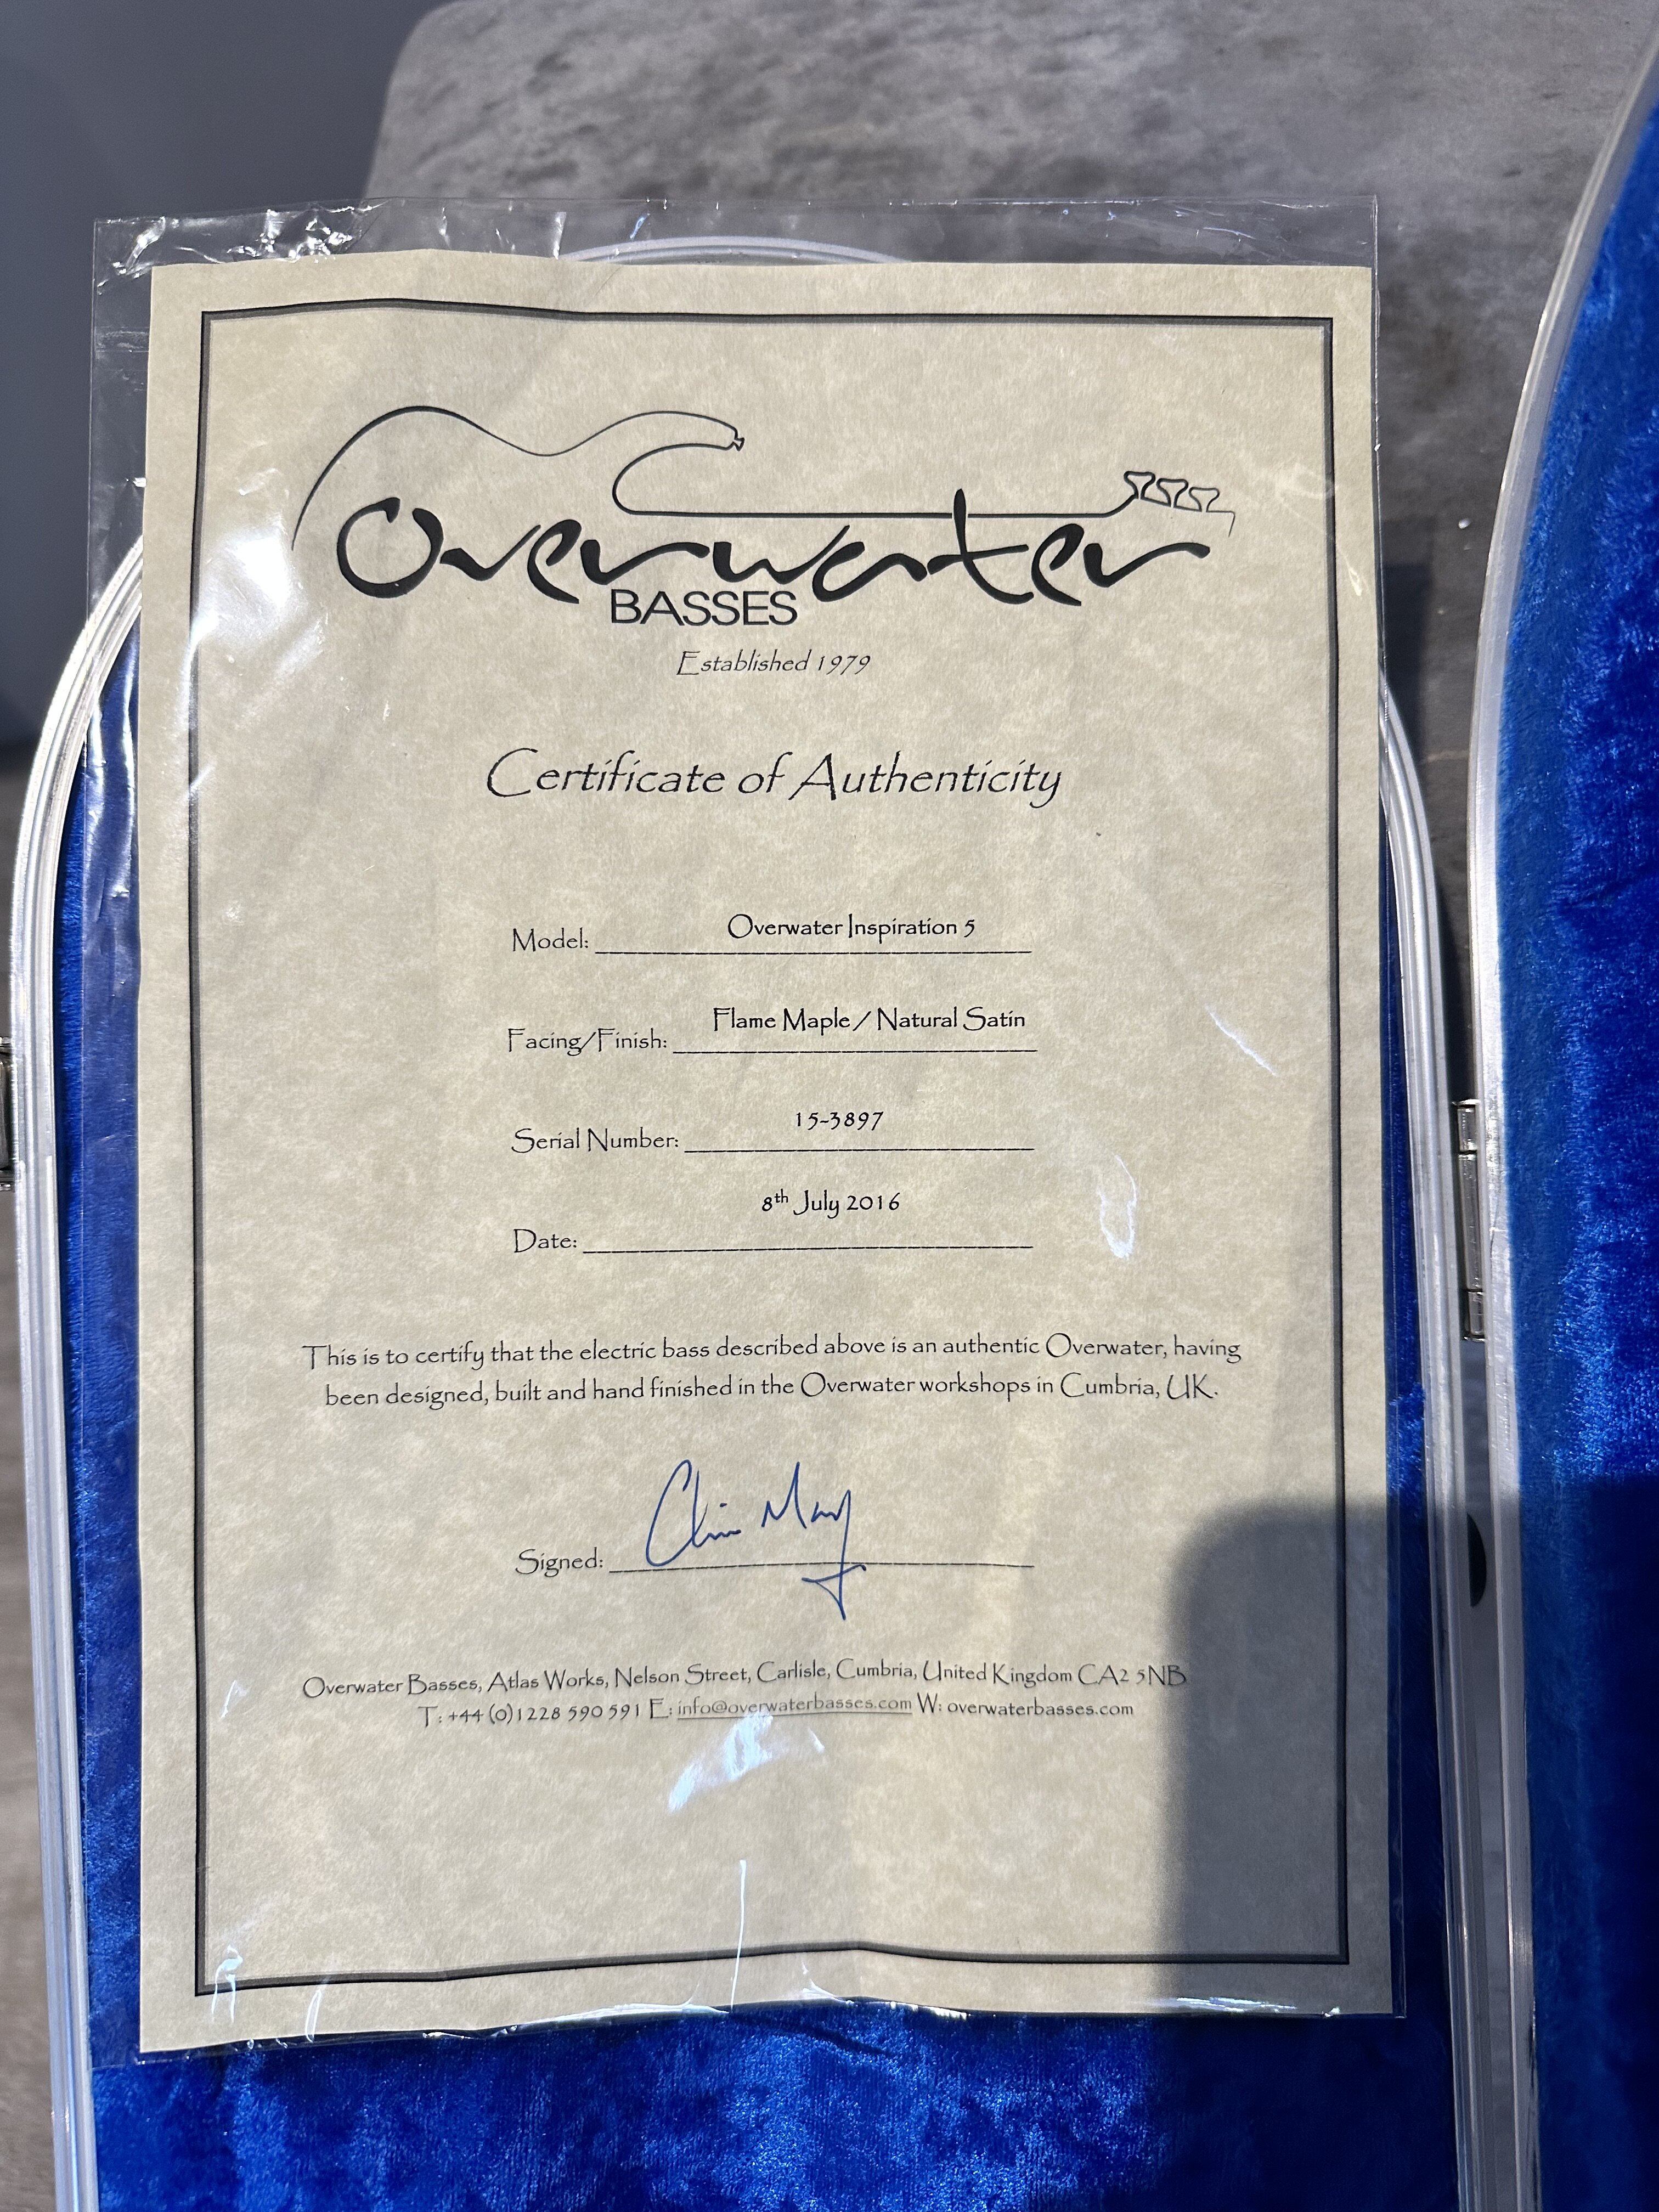 Overwater
BASSES
Established 1979
Certificate of Authenticity
Model: Overwater Inspiration 5
Facing/Finish: Flame Maple / Natural Satin
Serial Number: 15-3897
Date: 8th July 2016
This is to certify that the electric bass described above is an authentic Overwater, having
been designed, built and hand finished in the Overwater workshops in Cumbria, UK.
Signed: Chris May
Overwater Basses, Atlas Works, Nelson Street, Carlisle, Cumbria, United Kingdom CA2 5NB
T: +44 (0)1228 590 591 E: info@overwaterbasses.com W: overwaterbasses.com